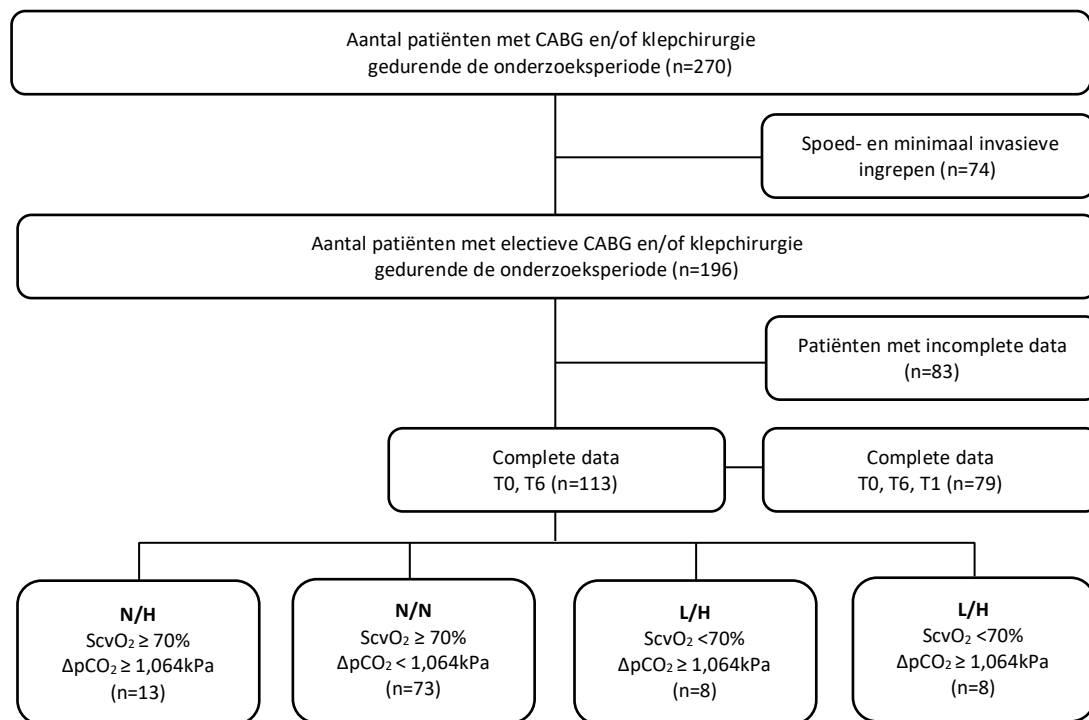 Aantal patiënten met CABG en/of klepchirurgie
gedurende de onderzoeksperiode (n=270)
Spoed- en minimaal invasieve
ingrepen (n=74)
Aantal patiënten met electieve CABG en/of klepchirurgie
gedurende de onderzoeksperiode (n=196)
Patiënten met incomplete data
(n=83)
Complete data
T0, T6 (n=113)
Complete data
T0, T6, T1 (n=79)
N/H
ScvO₂ ≥ 70%
ΔpCO₂ ≥ 1,064kPa
(n=13)
N/N
ScvO₂ ≥ 70%
ΔpCO₂ < 1,064kPa
(n=73)
L/H
ScvO₂ <70%
ΔpCO₂ ≥ 1,064kPa
(n=8)
L/H
ScvO₂ <70%
ΔpCO₂ ≥ 1,064kPa
(n=8)